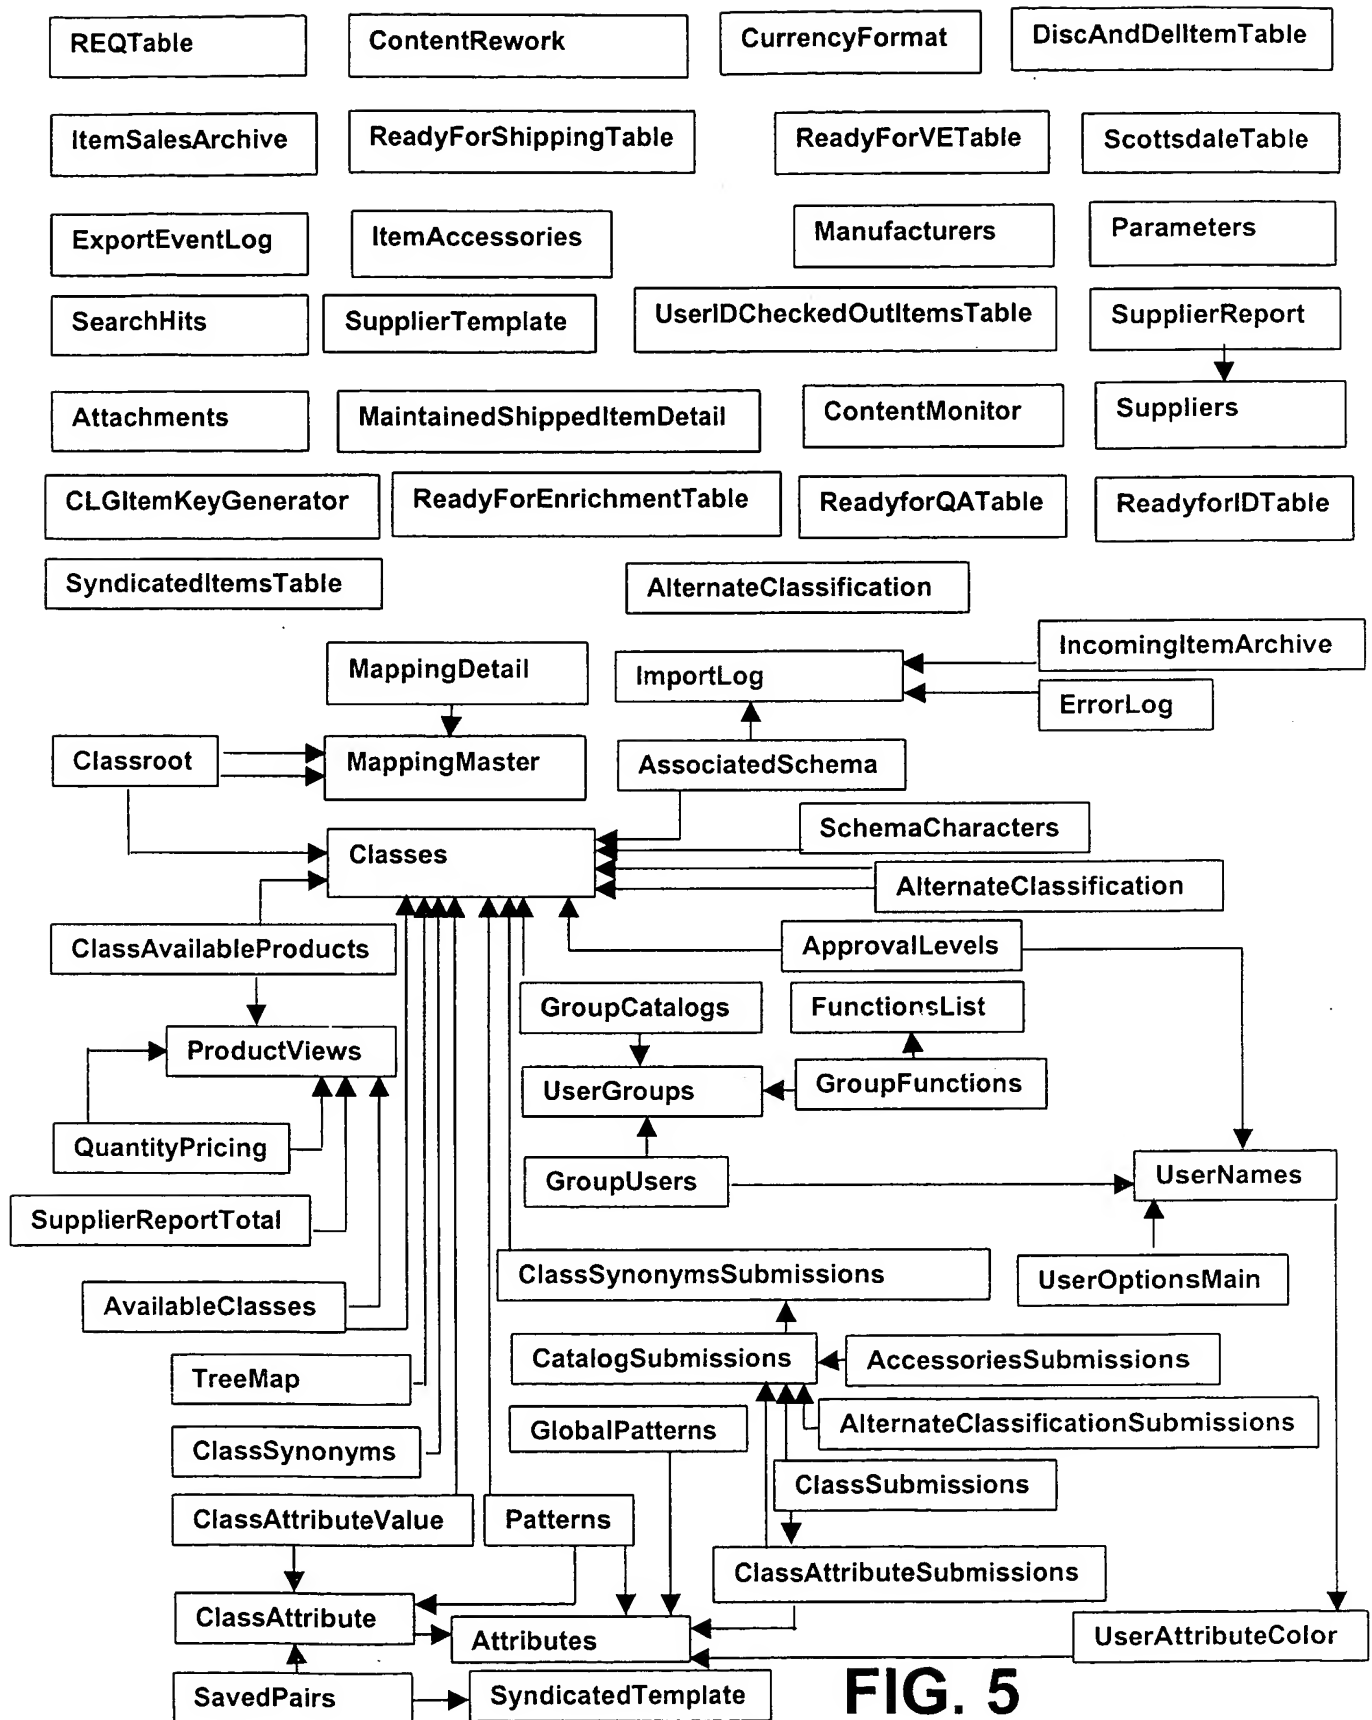 REQTable
ContentRework
CurrencyFormat
DiscAndDelItemTable
ItemSalesArchive
ReadyForShippingTable
ReadyForVETable
ScottsdaleTable
ExportEventLog
ItemAccessories
Manufacturers
Parameters
SearchHits
SupplierTemplate
UserIDCheckedOutItemsTable
SupplierReport
Attachments
MaintainedShippedItemDetail
ContentMonitor
Suppliers
CLGItemKeyGenerator
ReadyForEnrichmentTable
ReadyforQATable
ReadyforIDTable
SyndicatedItemsTable
AlternateClassification
MappingDetail
ImportLog
IncomingItemArchive
ErrorLog
Classroot
MappingMaster
AssociatedSchema
Classes
SchemaCharacters
AlternateClassification
ClassAvailableProducts
ApprovalLevels
GroupCatalogs
FunctionsList
ProductViews
UserGroups
GroupFunctions
QuantityPricing
GroupUsers
UserNames
SupplierReportTotal
ClassSynonymsSubmissions
UserOptionsMain
AvailableClasses
CatalogSubmissions
AccessoriesSubmissions
TreeMap
GlobalPatterns
AlternateClassificationSubmissions
ClassSynonyms
ClassSubmissions
ClassAttributeValue
Patterns
ClassAttributeSubmissions
ClassAttribute
Attributes
UserAttributeColor
SavedPairs
SyndicatedTemplate
FIG. 5